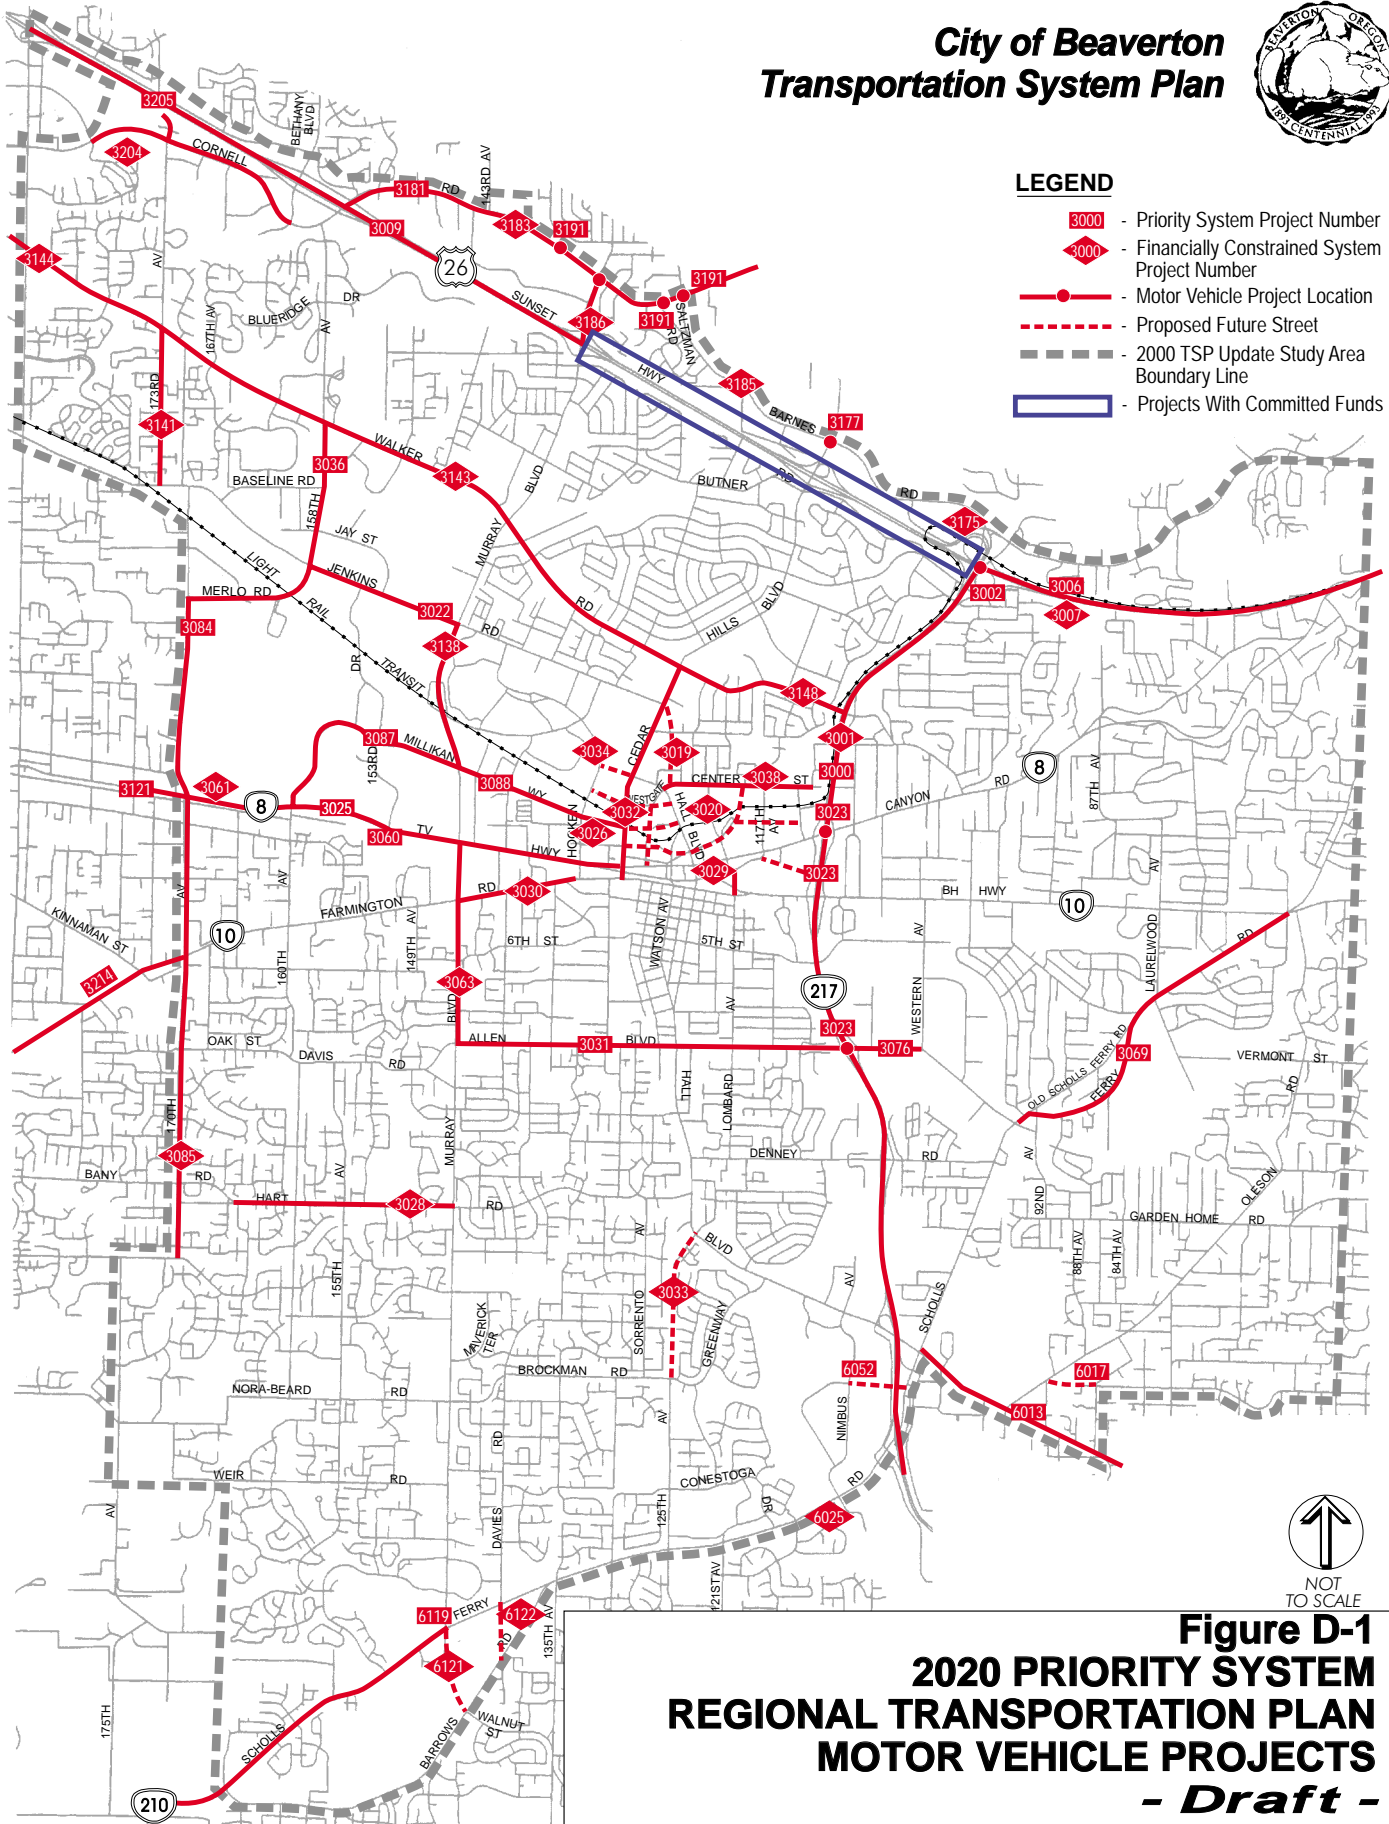 City of Beaverton
Transportation System Plan
BEAVERTON OREGON
1893 CENTENNIAL 1993
LEGEND
3000 - Priority System Project Number
3000 - Financially Constrained System
Project Number
- Motor Vehicle Project Location
- Proposed Future Street
- 2000 TSP Update Study Area
Boundary Line
- Projects With Committed Funds
3205
BETHANY
BLVD
3204
CORNELL
3181
RD
143RD AV
3183
3191
3009
3144
AV
26
3191
SUNSET
3186
3191
SALTZMAN
RD
167TH AV
BLUERIDGE
DR
AV
HWY
3185
173RD
3141
BARNES
3177
WALKER
3036
3143
BASELINE RD
158TH
BLVD
BUTNER
RD
RD
3175
JAY ST
MURRAY
LIGHT
JENKINS
MERLO RD
RAIL
3022
RD
RD
BLVD
3002
3006
3007
3084
3138
HILLS
DR
TRANSIT
3148
3087
MILLIKAN
153RD
3034
CEDAR
3019
3001
3121
3061
8
3088
WY
CENTER
3038
ST
3000
8
RD
AV
87TH
3025
HOCKEN
3032
HALL
3020
117TH
AV
3023
CANYON
3060
TV
3026
BLVD
HWY
3029
3023
AV
AV
KINNAMAN ST
10
FARMINGTON
RD
3030
BH HWY
10
AV
149TH
6TH ST
WATSON AV
5TH ST
AV
LAURELWOOD
RD
3214
160TH
3063
BLVD
217
WESTERN
AV
3023
OAK ST
DAVIS
RD
ALLEN
3031
BLVD
3076
OLD SCHOLLS FERRY RD
FERRY
3069
VERMONT ST
170TH
HALL
LOMBARD
RD
3085
MURRAY
BANY
RD
AV
DENNEY
RD
AV
HART
3028
RD
92ND
OLESON
GARDEN HOME RD
AV
BLVD
155TH
88TH AV
84TH AV
AV
3033
MAVERICK
TER
SORRENTO
GREENWAY
SCHOLLS
BROCKMAN RD
6052
6017
NORA-BEARD
RD
AV
NIMBUS
6013
RD
WEIR
RD
CONESTOGA
RD
AV
125TH
DR
6025
DAVIES
121ST AV
FERRY
6119
6122
RD
135TH AV
6121
175TH
WALNUT
ST
BARROWS
SCHOLLS
210
NOT
TO SCALE
Figure D-1
2020 PRIORITY SYSTEM
REGIONAL TRANSPORTATION PLAN
MOTOR VEHICLE PROJECTS
- Draft -